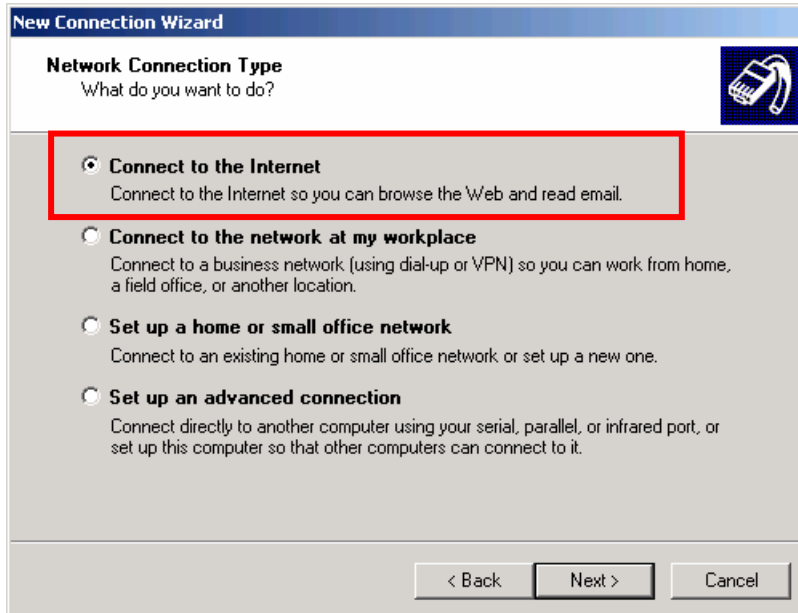 New Connection Wizard
Network Connection Type
What do you want to do?
Connect to the Internet
Connect to the Internet so you can browse the Web and read email.
Connect to the network at my workplace
Connect to a business network (using dial-up or VPN) so you can work from home,
a field office, or another location.
Set up a home or small office network
Connect to an existing home or small office network or set up a new one.
Set up an advanced connection
Connect directly to another computer using your serial, parallel, or infrared port, or
set up this computer so that other computers can connect to it.
< Back Next > Cancel